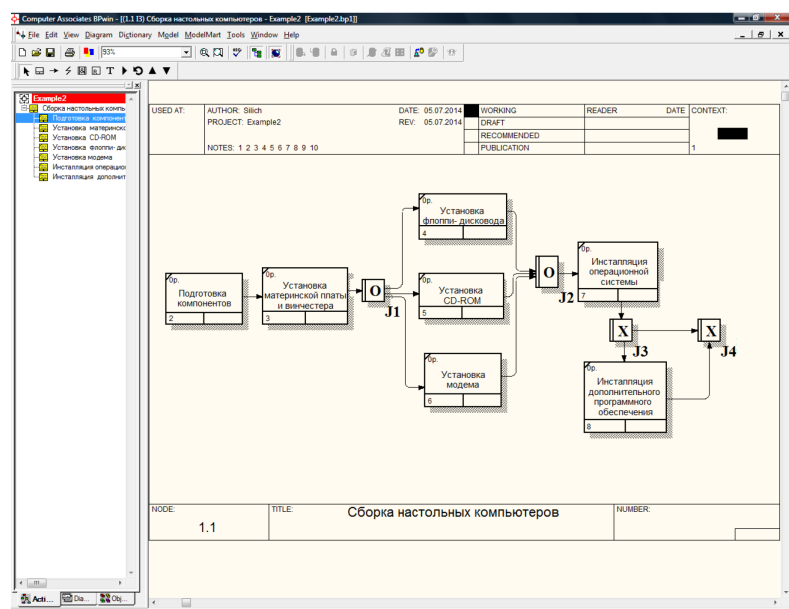 Computer Associates BPwin - [(1.1 I3) Сборка настольных компьютеров - Example2 [Example2.bp1]]
File Edit View Diagram Dictionary Model ModelMart Tools Window Help
93%
Example2
Сборка настольных компь
Подготовка компонент
Установка материнско
Установка CD-ROM
Установка флоппи-дис
Установка модема
Инсталляция операцион
Инсталляция дополнит
Acti... Dia... Obj...
USED AT:
AUTHOR: Silich
DATE: 05.07.2014
PROJECT: Example2
REV: 05.07.2014
NOTES: 1 2 3 4 5 6 7 8 9 10
WORKING
DRAFT
RECOMMENDED
PUBLICATION
READER DATE
CONTEXT:
1
0р.
Подготовка
компонентов
2
0р.
Установка
материнской платы
и винчестера
3
O
J1
0р.
Установка
флоппи- дисковода
4
0р.
Установка
CD-ROM
5
0р.
Установка
модема
6
O
J2
0р.
Инсталляция
операционной
системы
7
X
J3
X
J4
0р.
Инсталляция
дополнительного
программного
обеспечения
8
NODE:
1.1
TITLE:
Сборка настольных компьютеров
NUMBER: